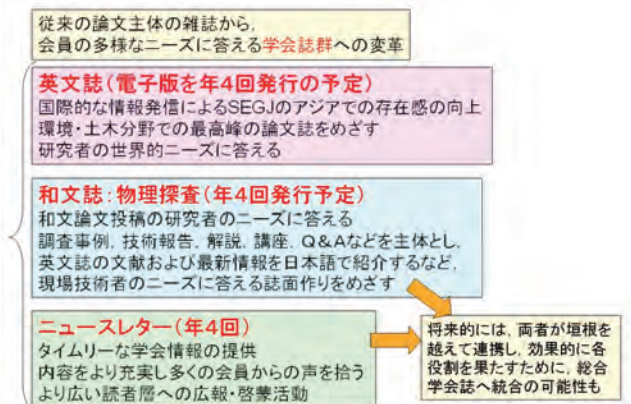 従来の論文主体の雑誌から，
会員の多様なニーズに答える学会誌群への変革
英文誌（電子版を年4回発行の予定）
国際的な情報発信によるSEGJのアジアでの存在感の向上
環境・土木分野での最高峰の論文誌をめざす
研究者の世界的ニーズに答える
和文誌：物理探査（年4回発行予定）
和文論文投稿の研究者のニーズに答える
調査事例，技術報告，解説，講座，Q&Aなどを主体とし，
英文誌の文献および最新情報を日本語で紹介するなど，
現場技術者のニーズに答える誌面作りをめざす
ニュースレター（年4回）
タイムリーな学会情報の提供
内容をより充実し多くの会員からの声を拾う
より広い読者層への広報・啓蒙活動
将来的には，両者が垣根を
越えて連携し，効果的に各
役割を果たすために，総合
学会誌へ統合の可能性も